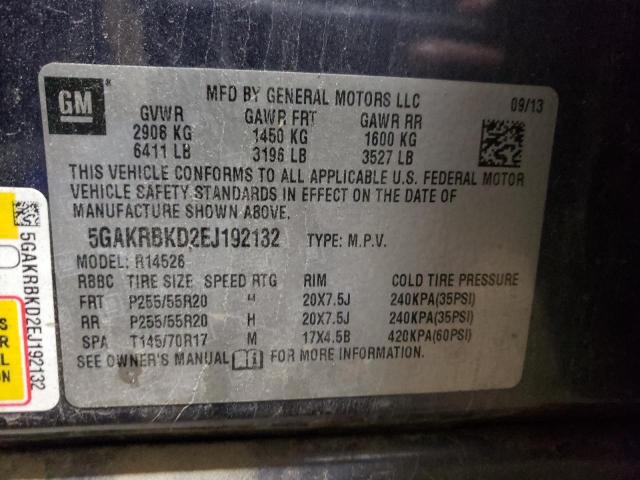 GM
MFD BY GENERAL MOTORS LLC
09/13
GVWR GAWR FRT GAWR RR
2908 KG 1450 KG 1600 KG
6411 LB 3196 LB 3527 LB
THIS VEHICLE CONFORMS TO ALL APPLICABLE U.S. FEDERAL MOTOR
VEHICLE SAFETY STANDARDS IN EFFECT ON THE DATE OF
MANUFACTURE SHOWN ABOVE.
5GAKRBKD2EJ192132 TYPE: M.P.V.
MODEL: R14526
RBBC TIRE SIZE SPEED RTG RIM COLD TIRE PRESSURE
FRT P255/55R20 H 20X7.5J 240KPA(35PSI)
RR P255/55R20 H 20X7.5J 240KPA(35PSI)
SPA T145/70R17 M 17X4.5B 420KPA(60PSI)
SEE OWNER'S MANUAL FOR MORE INFORMATION.
5GAKRBKD2EJ192132